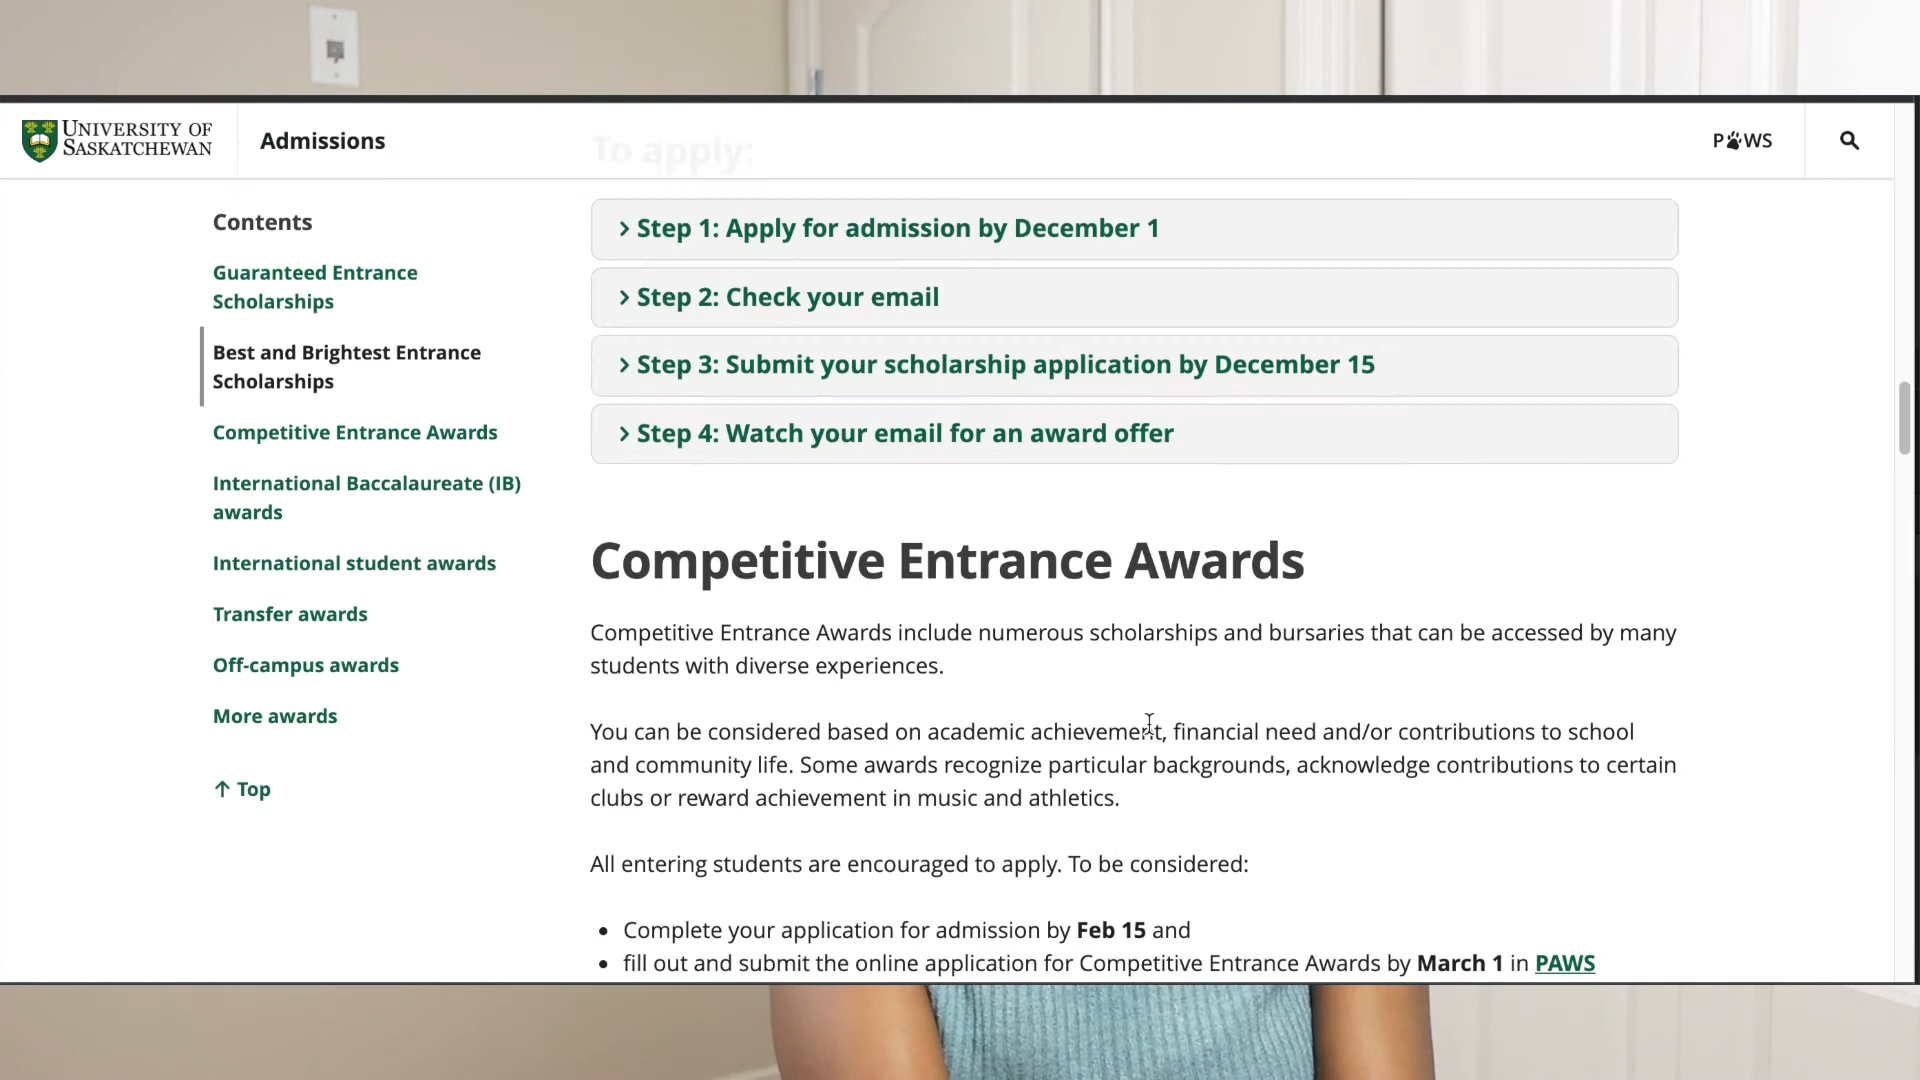 UNIVERSITY OF
SASKATCHEWAN
Admissions
To apply:
PAWS
Contents
Guaranteed Entrance
Scholarships
Best and Brightest Entrance
Scholarships
Competitive Entrance Awards
International Baccalaureate (IB)
awards
International student awards
Transfer awards
Off-campus awards
More awards
↑ Top
Step 1: Apply for admission by December 1
Step 2: Check your email
Step 3: Submit your scholarship application by December 15
Step 4: Watch your email for an award offer
Competitive Entrance Awards
Competitive Entrance Awards include numerous scholarships and bursaries that can be accessed by many
students with diverse experiences.
You can be considered based on academic achievement, financial need and/or contributions to school
and community life. Some awards recognize particular backgrounds, acknowledge contributions to certain
clubs or reward achievement in music and athletics.
All entering students are encouraged to apply. To be considered:
• Complete your application for admission by Feb 15 and
• fill out and submit the online application for Competitive Entrance Awards by March 1 in PAWS